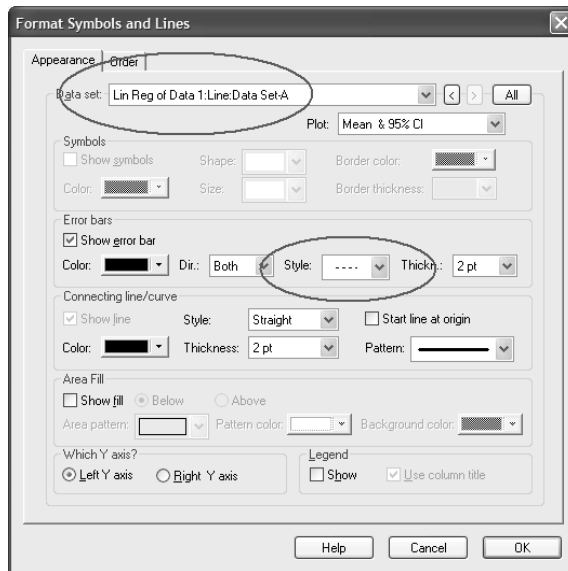 Format Symbols and Lines
Appearance Order
Data set: Lin Reg of Data 1:Line:Data Set-A < > All
Plot: Mean & 95% CI
Symbols
Show symbols Shape: Border color:
Color: Size: Border thickness:
Error bars
Show error bar
Color: Dir.: Both Style: ---- Thickn.: 2 pt
Connecting line/curve
Show line Style: Straight Start line at origin
Color: Thickness: 2 pt Pattern:
Area Fill
Show fill Below Above
Area pattern: Pattern color: Background color:
Which Y axis? Legend
Left Y axis Right Y axis Show Use column title
Help Cancel OK